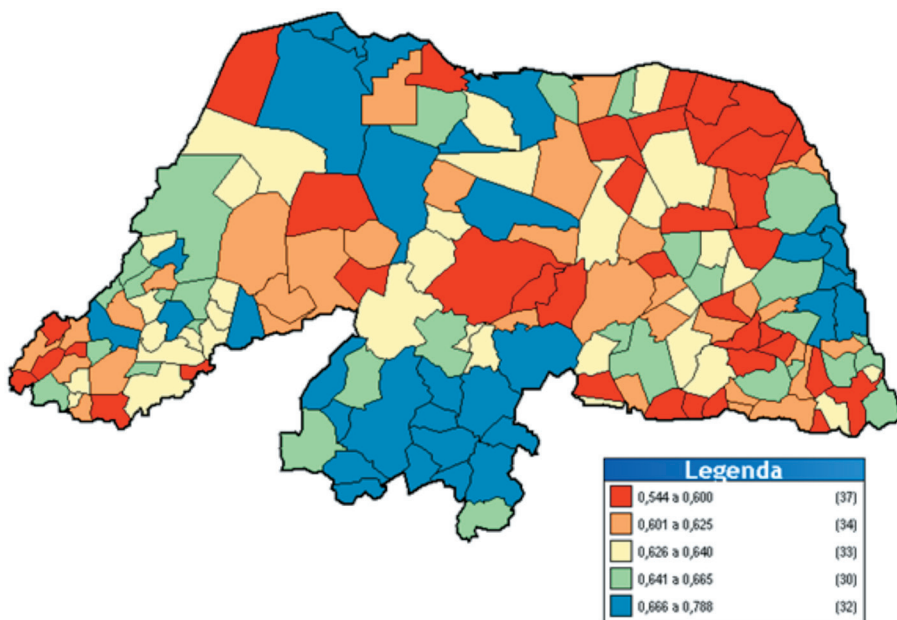 Legenda
0,544 a 0,600 (37)
0,601 a 0,625 (34)
0,626 a 0,640 (33)
0,641 a 0,665 (30)
0,666 a 0,788 (32)